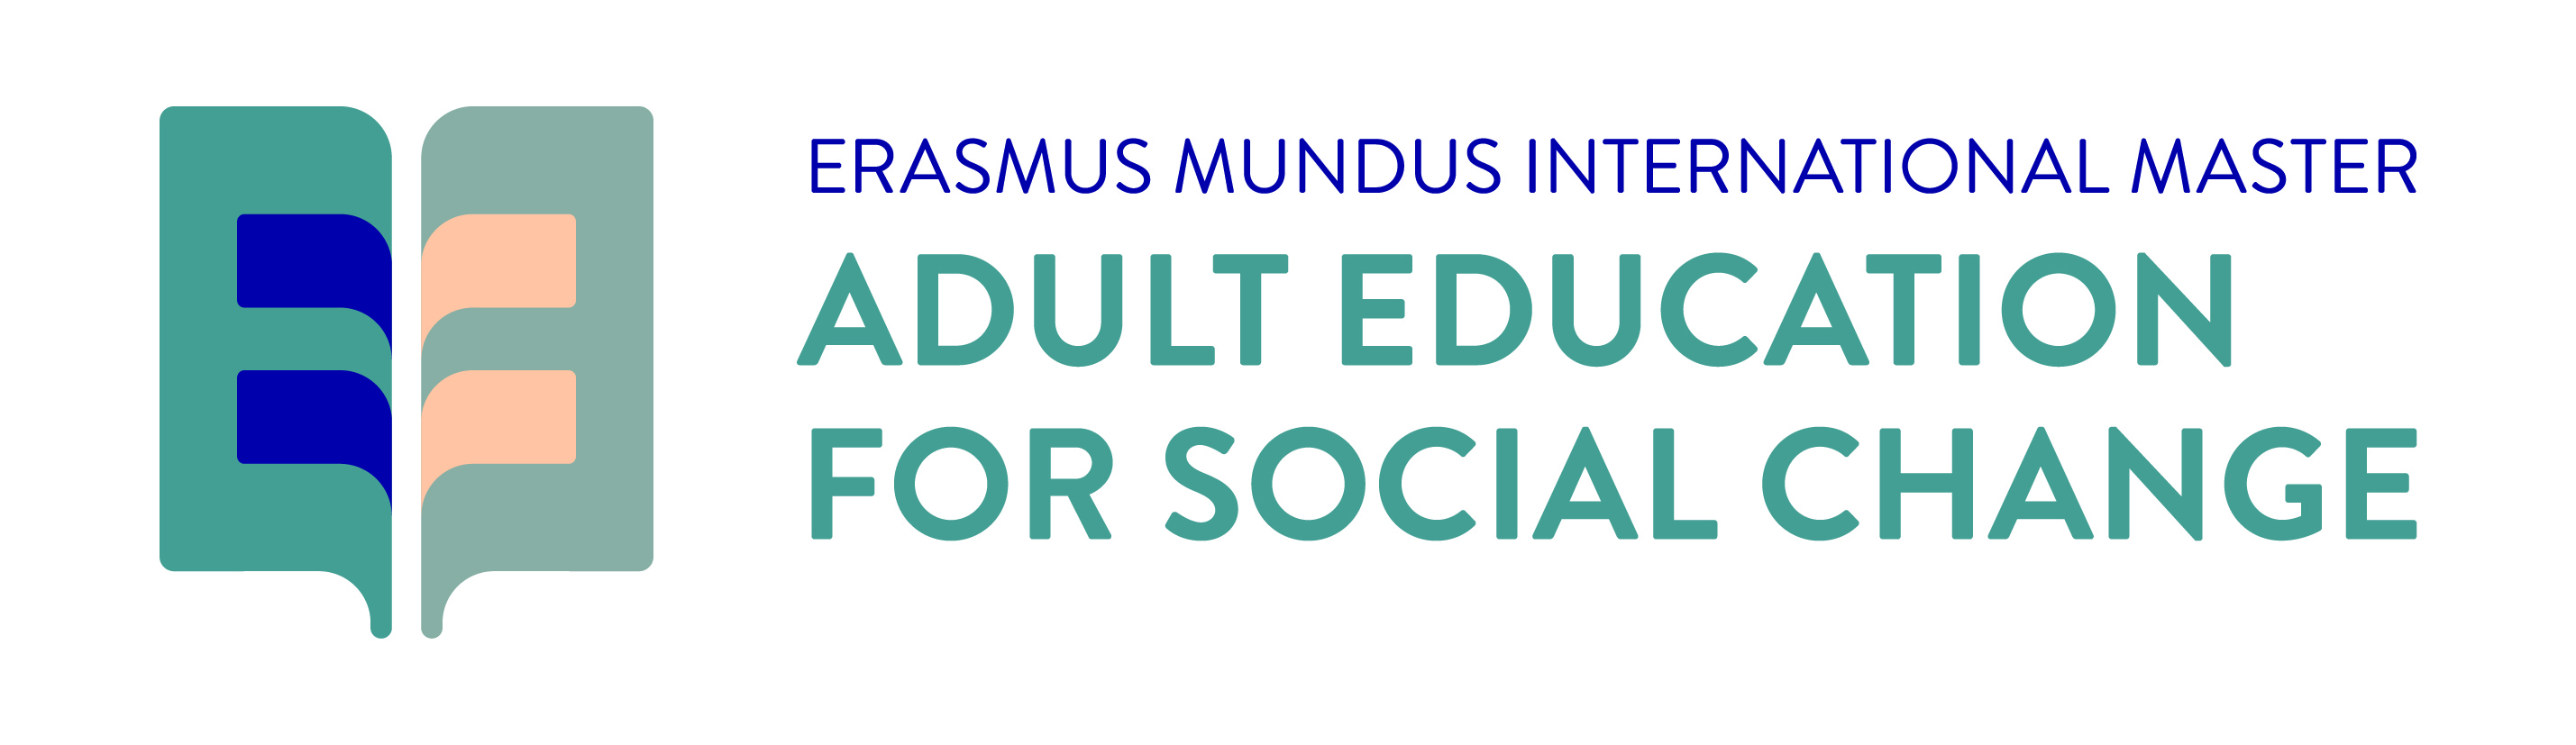 ERASMUS MUNDUS INTERNATIONAL MASTER
ADULT EDUCATION
FOR SOCIAL CHANGE